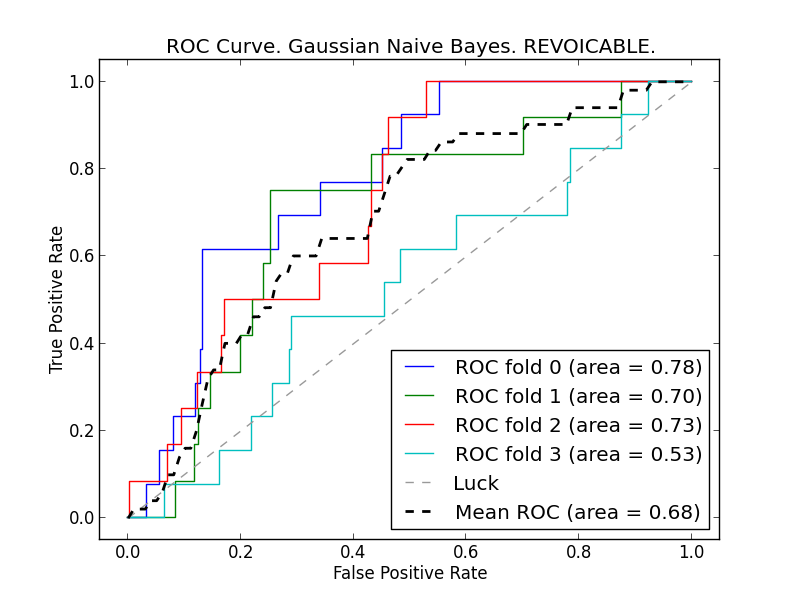 ROC Curve. Gaussian Naive Bayes. REVOICABLE.
True Positive Rate
1.0
0.8
0.6
0.4
0.2
0.0
ROC fold 0 (area = 0.78)
ROC fold 1 (area = 0.70)
ROC fold 2 (area = 0.73)
ROC fold 3 (area = 0.53)
Luck
Mean ROC (area = 0.68)
0.0 0.2 0.4 0.6 0.8 1.0
False Positive Rate